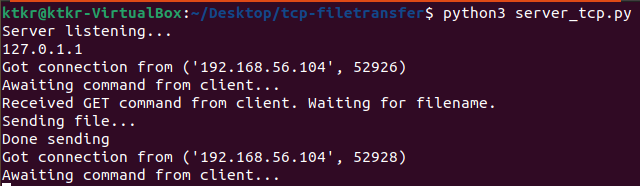 ktkr@ktkr-VirtualBox:~/Desktop/tcp-filetransfer$ python3 server_tcp.py
Server listening...
127.0.1.1
Got connection from ('192.168.56.104', 52926)
Awaiting command from client...
Received GET command from client. Waiting for filename.
Sending file...
Done sending
Got connection from ('192.168.56.104', 52928)
Awaiting command from client...